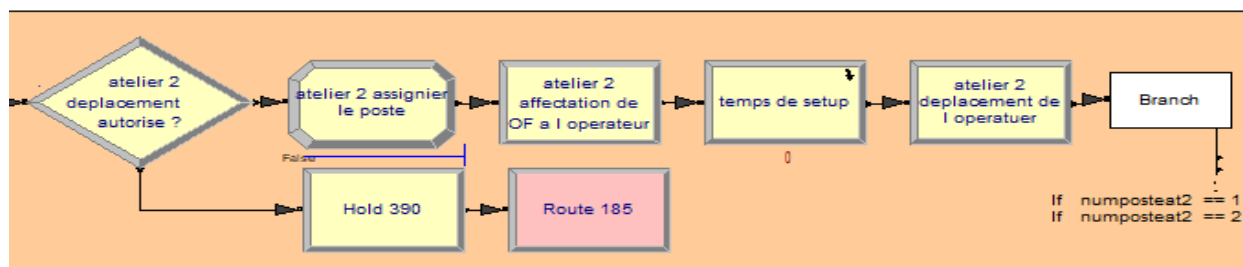 atelier 2
deplacement
autorise ?
atelier 2 assignier
le poste
atelier 2
affectation de
OF a l operateur
temps de setup
atelier 2
deplacement de
l operatuer
Branch
False
0
Hold 390
Route 185
If numposteat2 == 1
If numposteat2 == 2